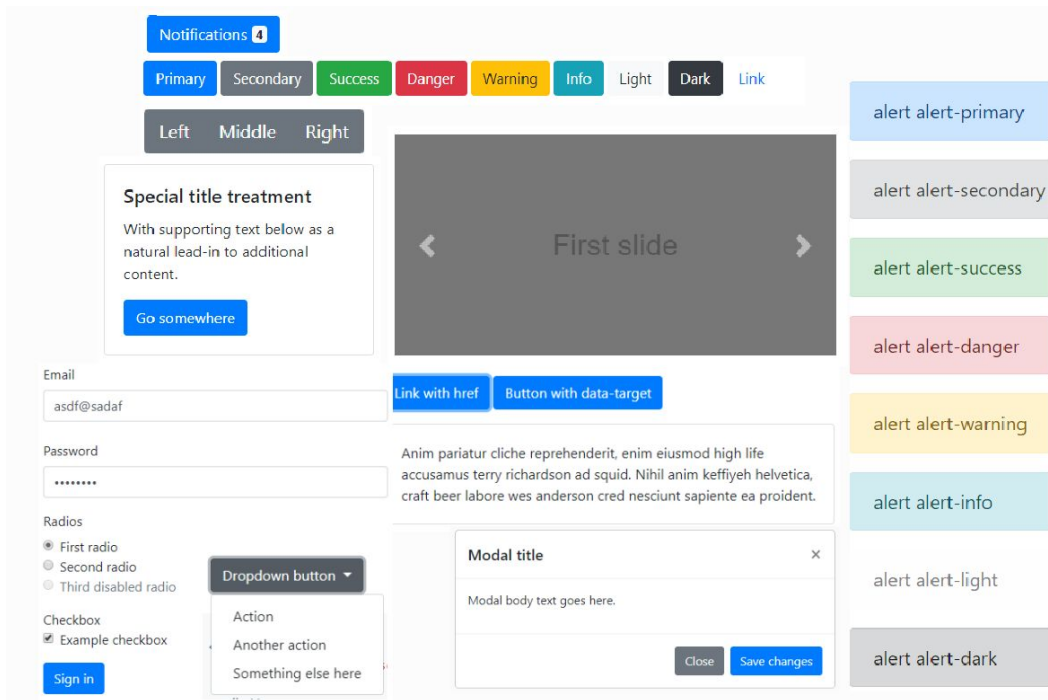 Notifications 4
Primary Secondary Success Danger Warning Info Light Dark Link
Left Middle Right
Special title treatment
With supporting text below as a
natural lead-in to additional
content.
Go somewhere
First slide
Email
asdf@sadaf
Password
••••••••
Radios
First radio
Second radio
Third disabled radio
Checkbox
Example checkbox
Sign in
Dropdown button
Action
Another action
Something else here
Link with href Button with data-target
Anim pariatur cliche reprehenderit, enim eiusmod high life
accusamus terry richardson ad squid. Nihil anim keffiyeh helvetica,
craft beer labore wes anderson cred nesciunt sapiente ea proident.
Modal title ×
Modal body text goes here.
Close Save changes
alert alert-primary
alert alert-secondary
alert alert-success
alert alert-danger
alert alert-warning
alert alert-info
alert alert-light
alert alert-dark